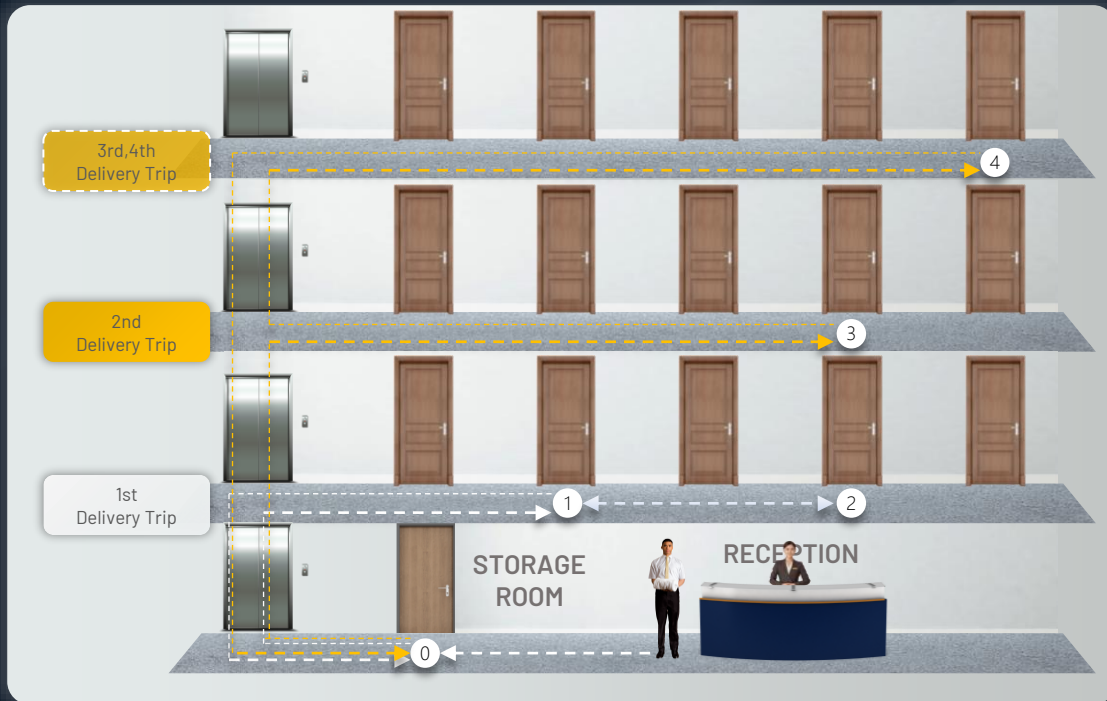 3rd,4th
Delivery Trip
4
2nd
Delivery Trip
3
1st
Delivery Trip
1
2
STORAGE
ROOM
RECEPTION
0